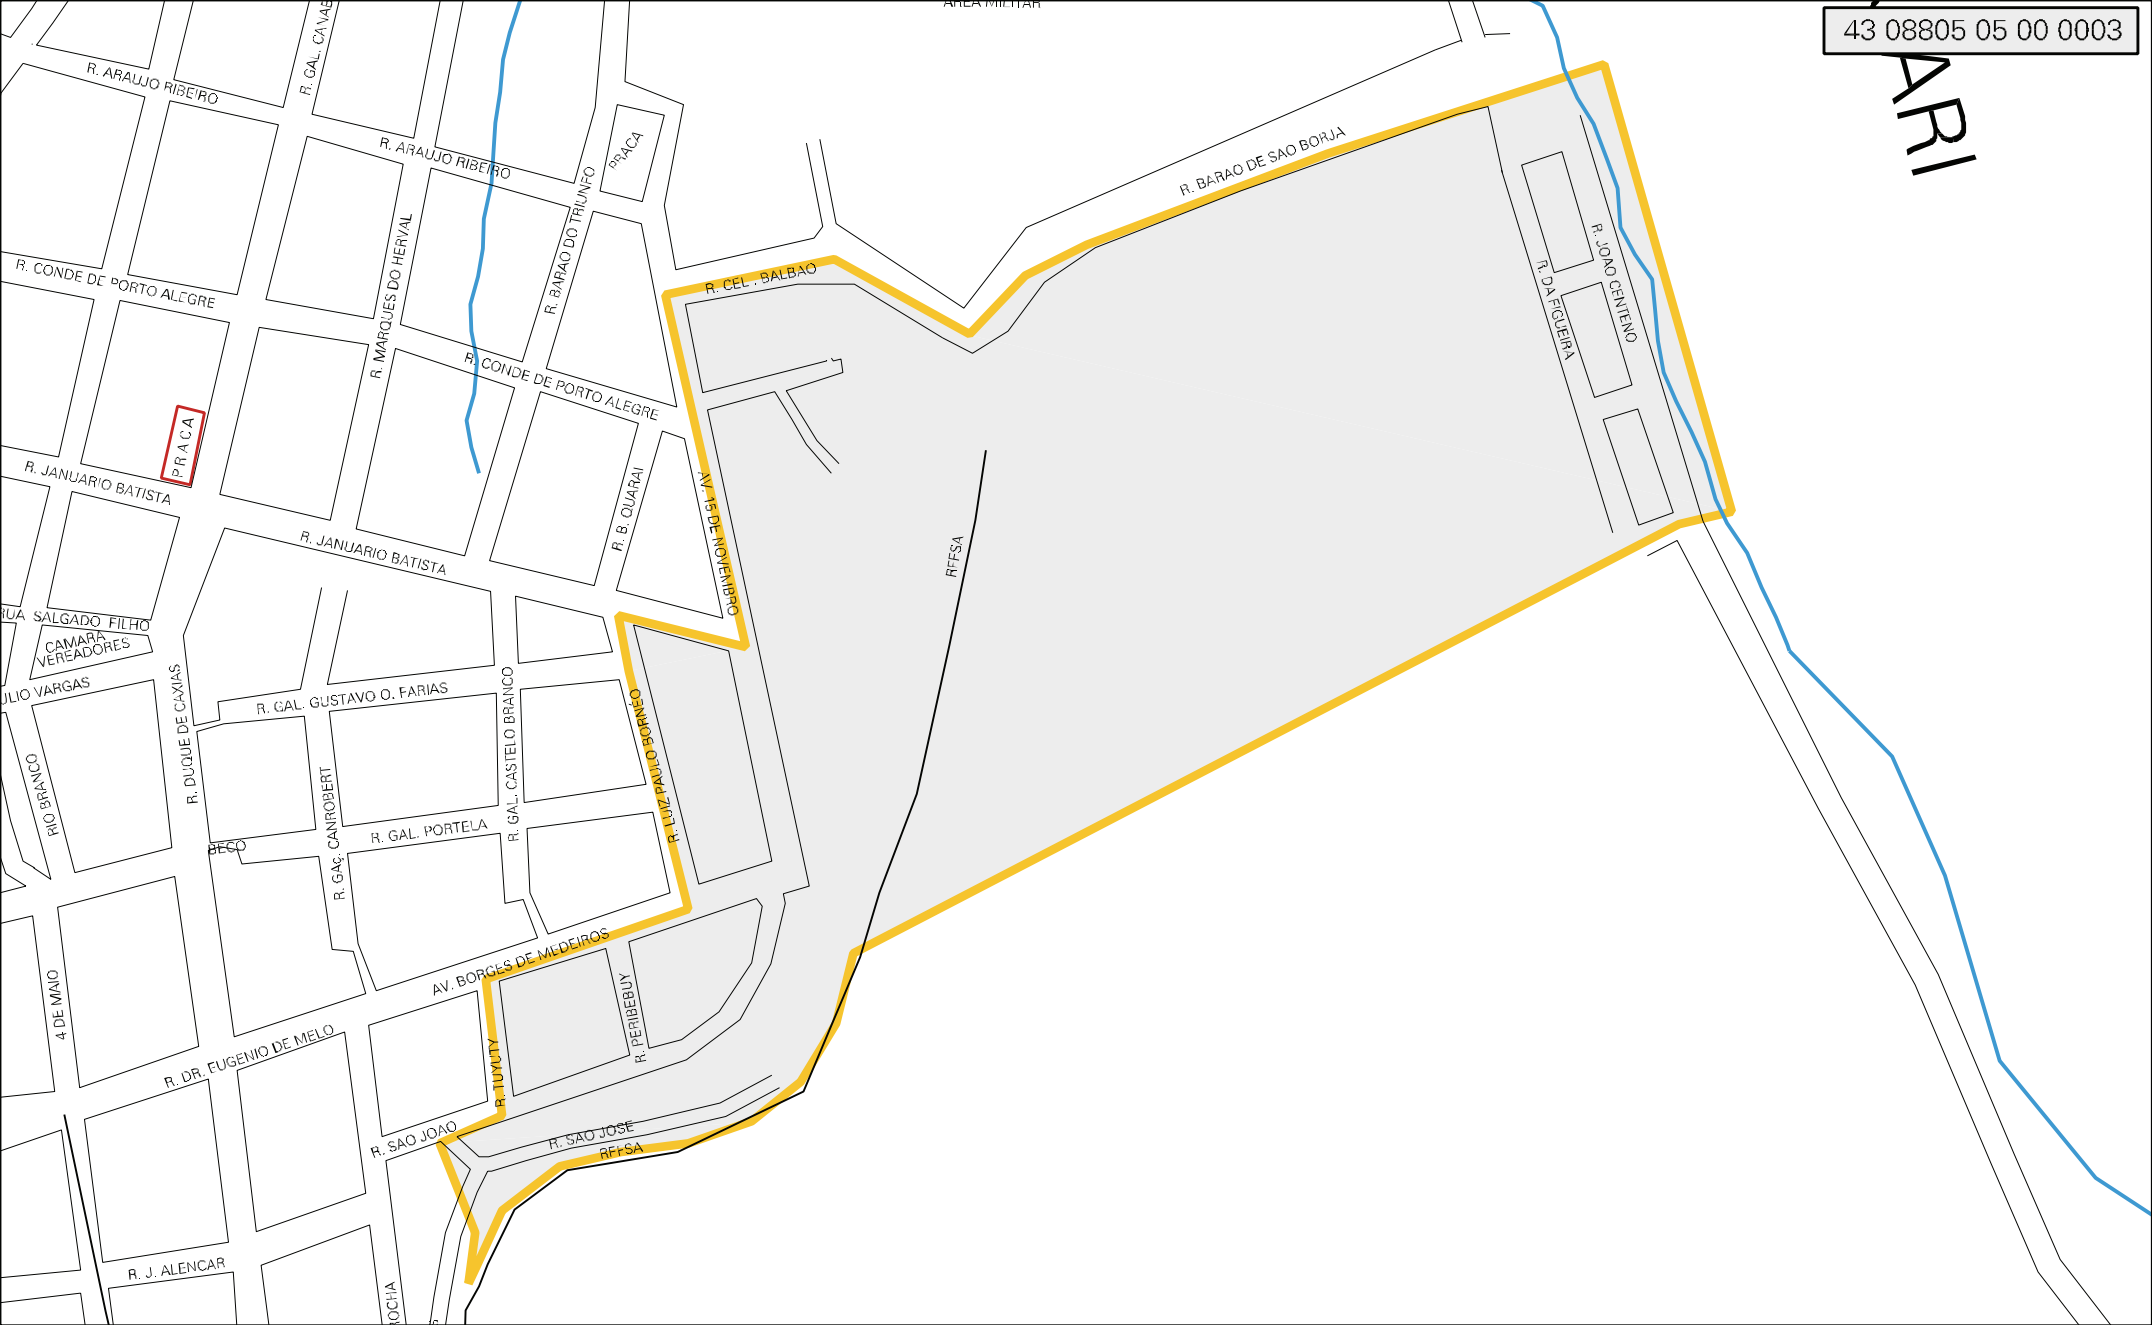 AREA MILITAR
43 08805 05 00 0003
ARI
R. GAL. CANAB
R. ARAUJO RIBEIRO
R. ARAUJO RIBEIRO
PRACA
R. BARAO DE SAO BORJA
R. CONDE DE PORTO ALEGRE
R. MARQUES DO HERVAL
R. BARAO DO TRIUNFO
R. CEL . BALBAO
R. JOAO CENTENO
R. DA FIGUEIRA
R. CONDE DE PORTO ALEGRE
PRACA
R. JANUARIO BATISTA
R. B. QUARAI
AV. 15 DE NOVEMBRO
R. JANUARIO BATISTA
RFFSA
RUA SALGADO FILHO
CAMARA
VEREADORES
ULIO VARGAS
R. DUQUE DE CAXIAS
R. GAL. GUSTAVO O. FARIAS
R. GAL. CASTELO BRANCO
R. LUIZ PAULO BORNÉO
RIO BRANCO
R. GAÇ. CANROBERT
R. GAL. PORTELA
BECO
AV. BORGES DE MEDEIROS
4 DE MAIO
R. PERIBEBUY
R. DR. EUGENIO DE MELO
R. TUYUTY
R. SAO JOAO
R. SAO JOSE
RFFSA
R. J. ALENCAR
ROCHA